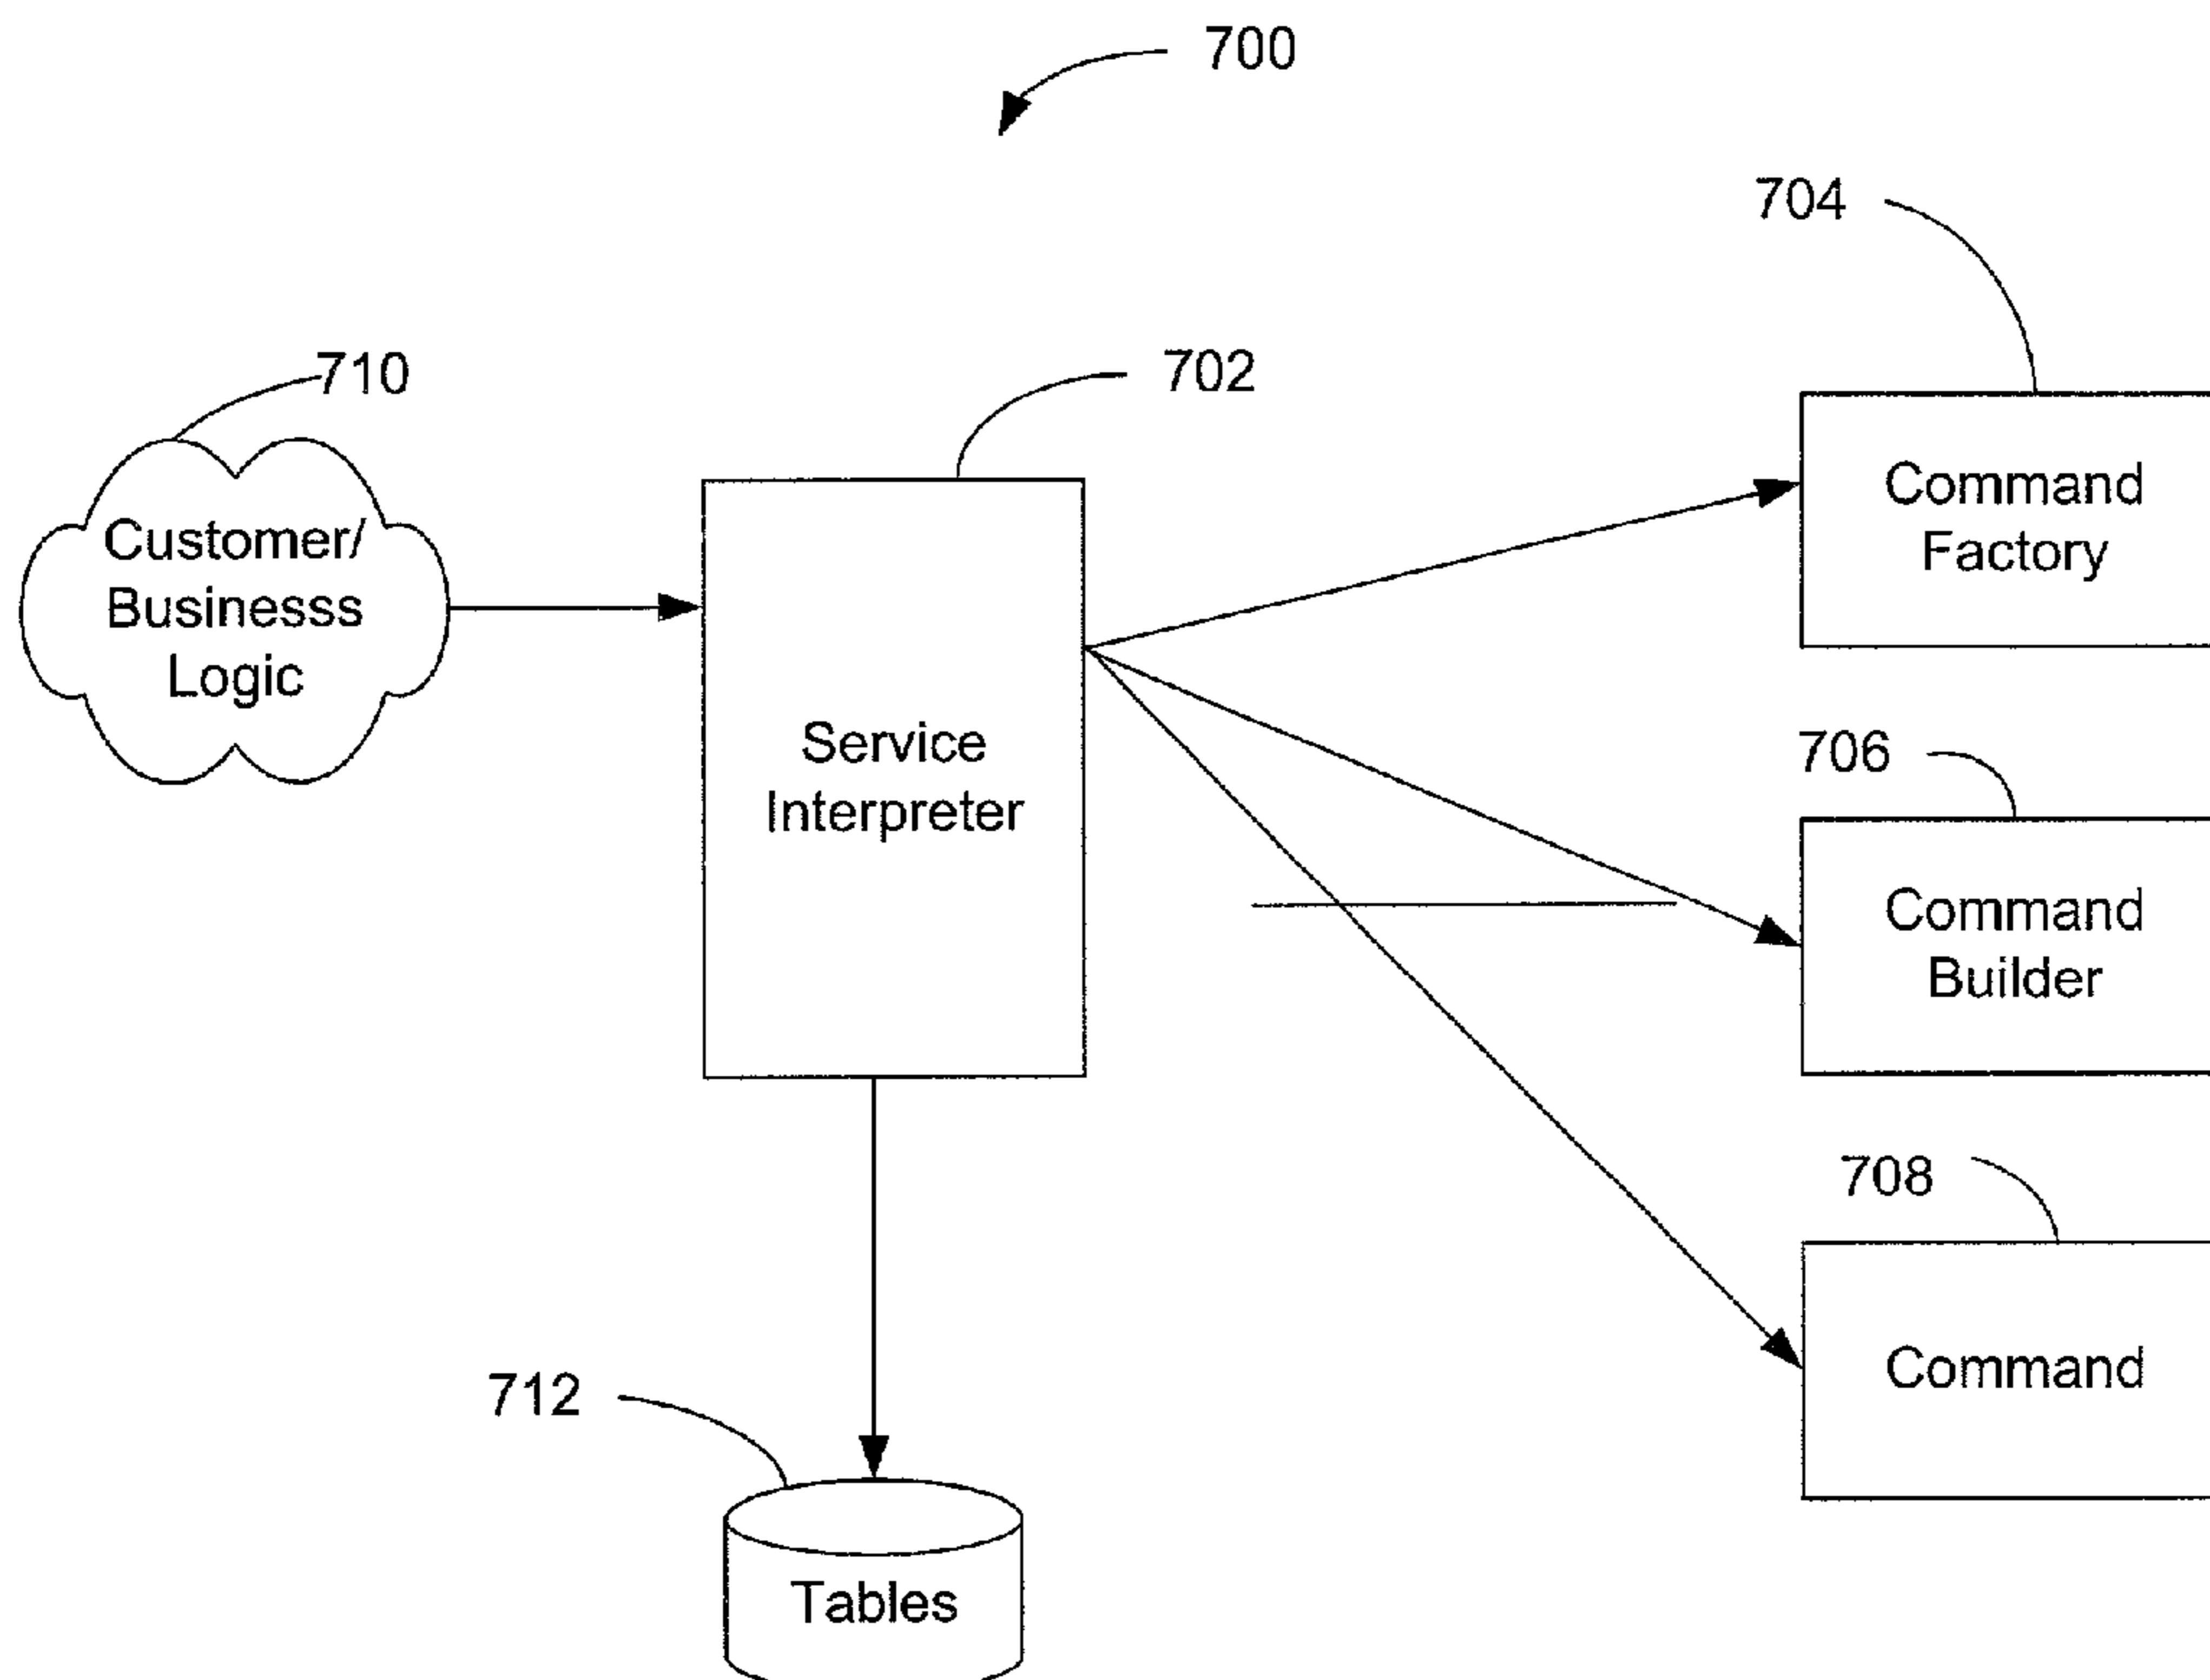 700
704
710
702
Customer/
Businesss
Logic
Command
Factory
Service
Interpreter
706
Command
Builder
708
Command
712
Tables